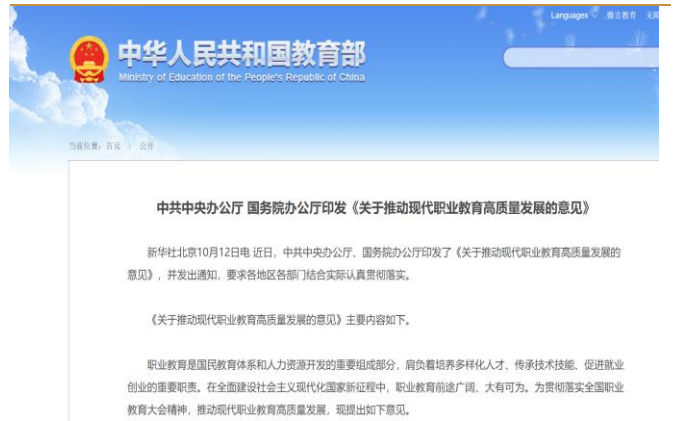 Languages 微言教育 无障
中华人民共和国教育部
Ministry of Education of the People's Republic of China
当前位置：首页 > 公开
中共中央办公厅 国务院办公厅印发《关于推动现代职业教育高质量发展的意见》
新华社北京10月12日电 近日，中共中央办公厅、国务院办公厅印发了《关于推动现代职业教育高质量发展的
意见》，并发出通知，要求各地区各部门结合实际认真贯彻落实。
《关于推动现代职业教育高质量发展的意见》主要内容如下。
职业教育是国民教育体系和人力资源开发的重要组成部分，肩负着培养多样化人才、传承技术技能、促进就业
创业的重要职责。在全面建设社会主义现代化国家新征程中，职业教育前途广阔、大有可为。为贯彻落实全国职业
教育大会精神，推动现代职业教育高质量发展，现提出如下意见。